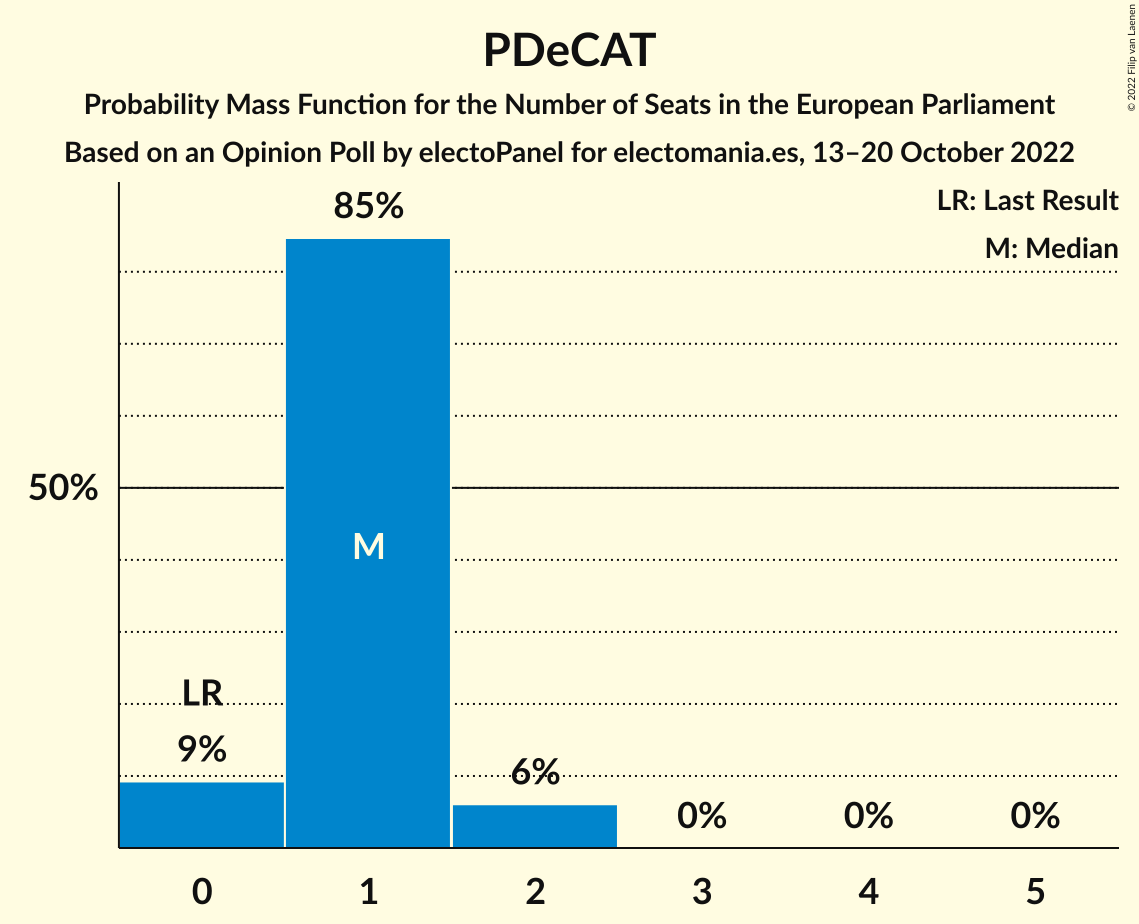 PDeCAT
Probability Mass Function for the Number of Seats in the European Parliament
Based on an Opinion Poll by electoPanel for electomania.es, 13–20 October 2022
© 2022 Filip van Laenen
LR: Last Result
M: Median
85%
50%
M
LR
9%
6%
0%
0%
0%
0
1
2
3
4
5